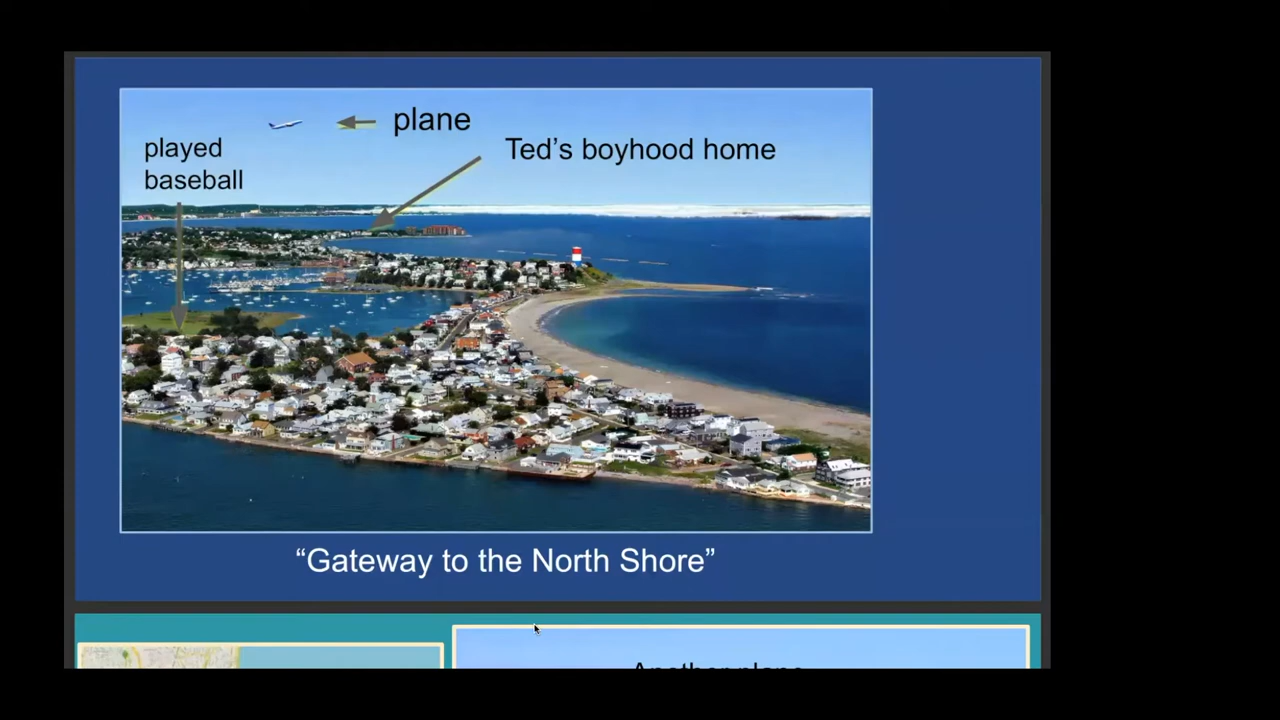 plane
played
baseball
Ted’s boyhood home
“Gateway to the North Shore”
Another plane